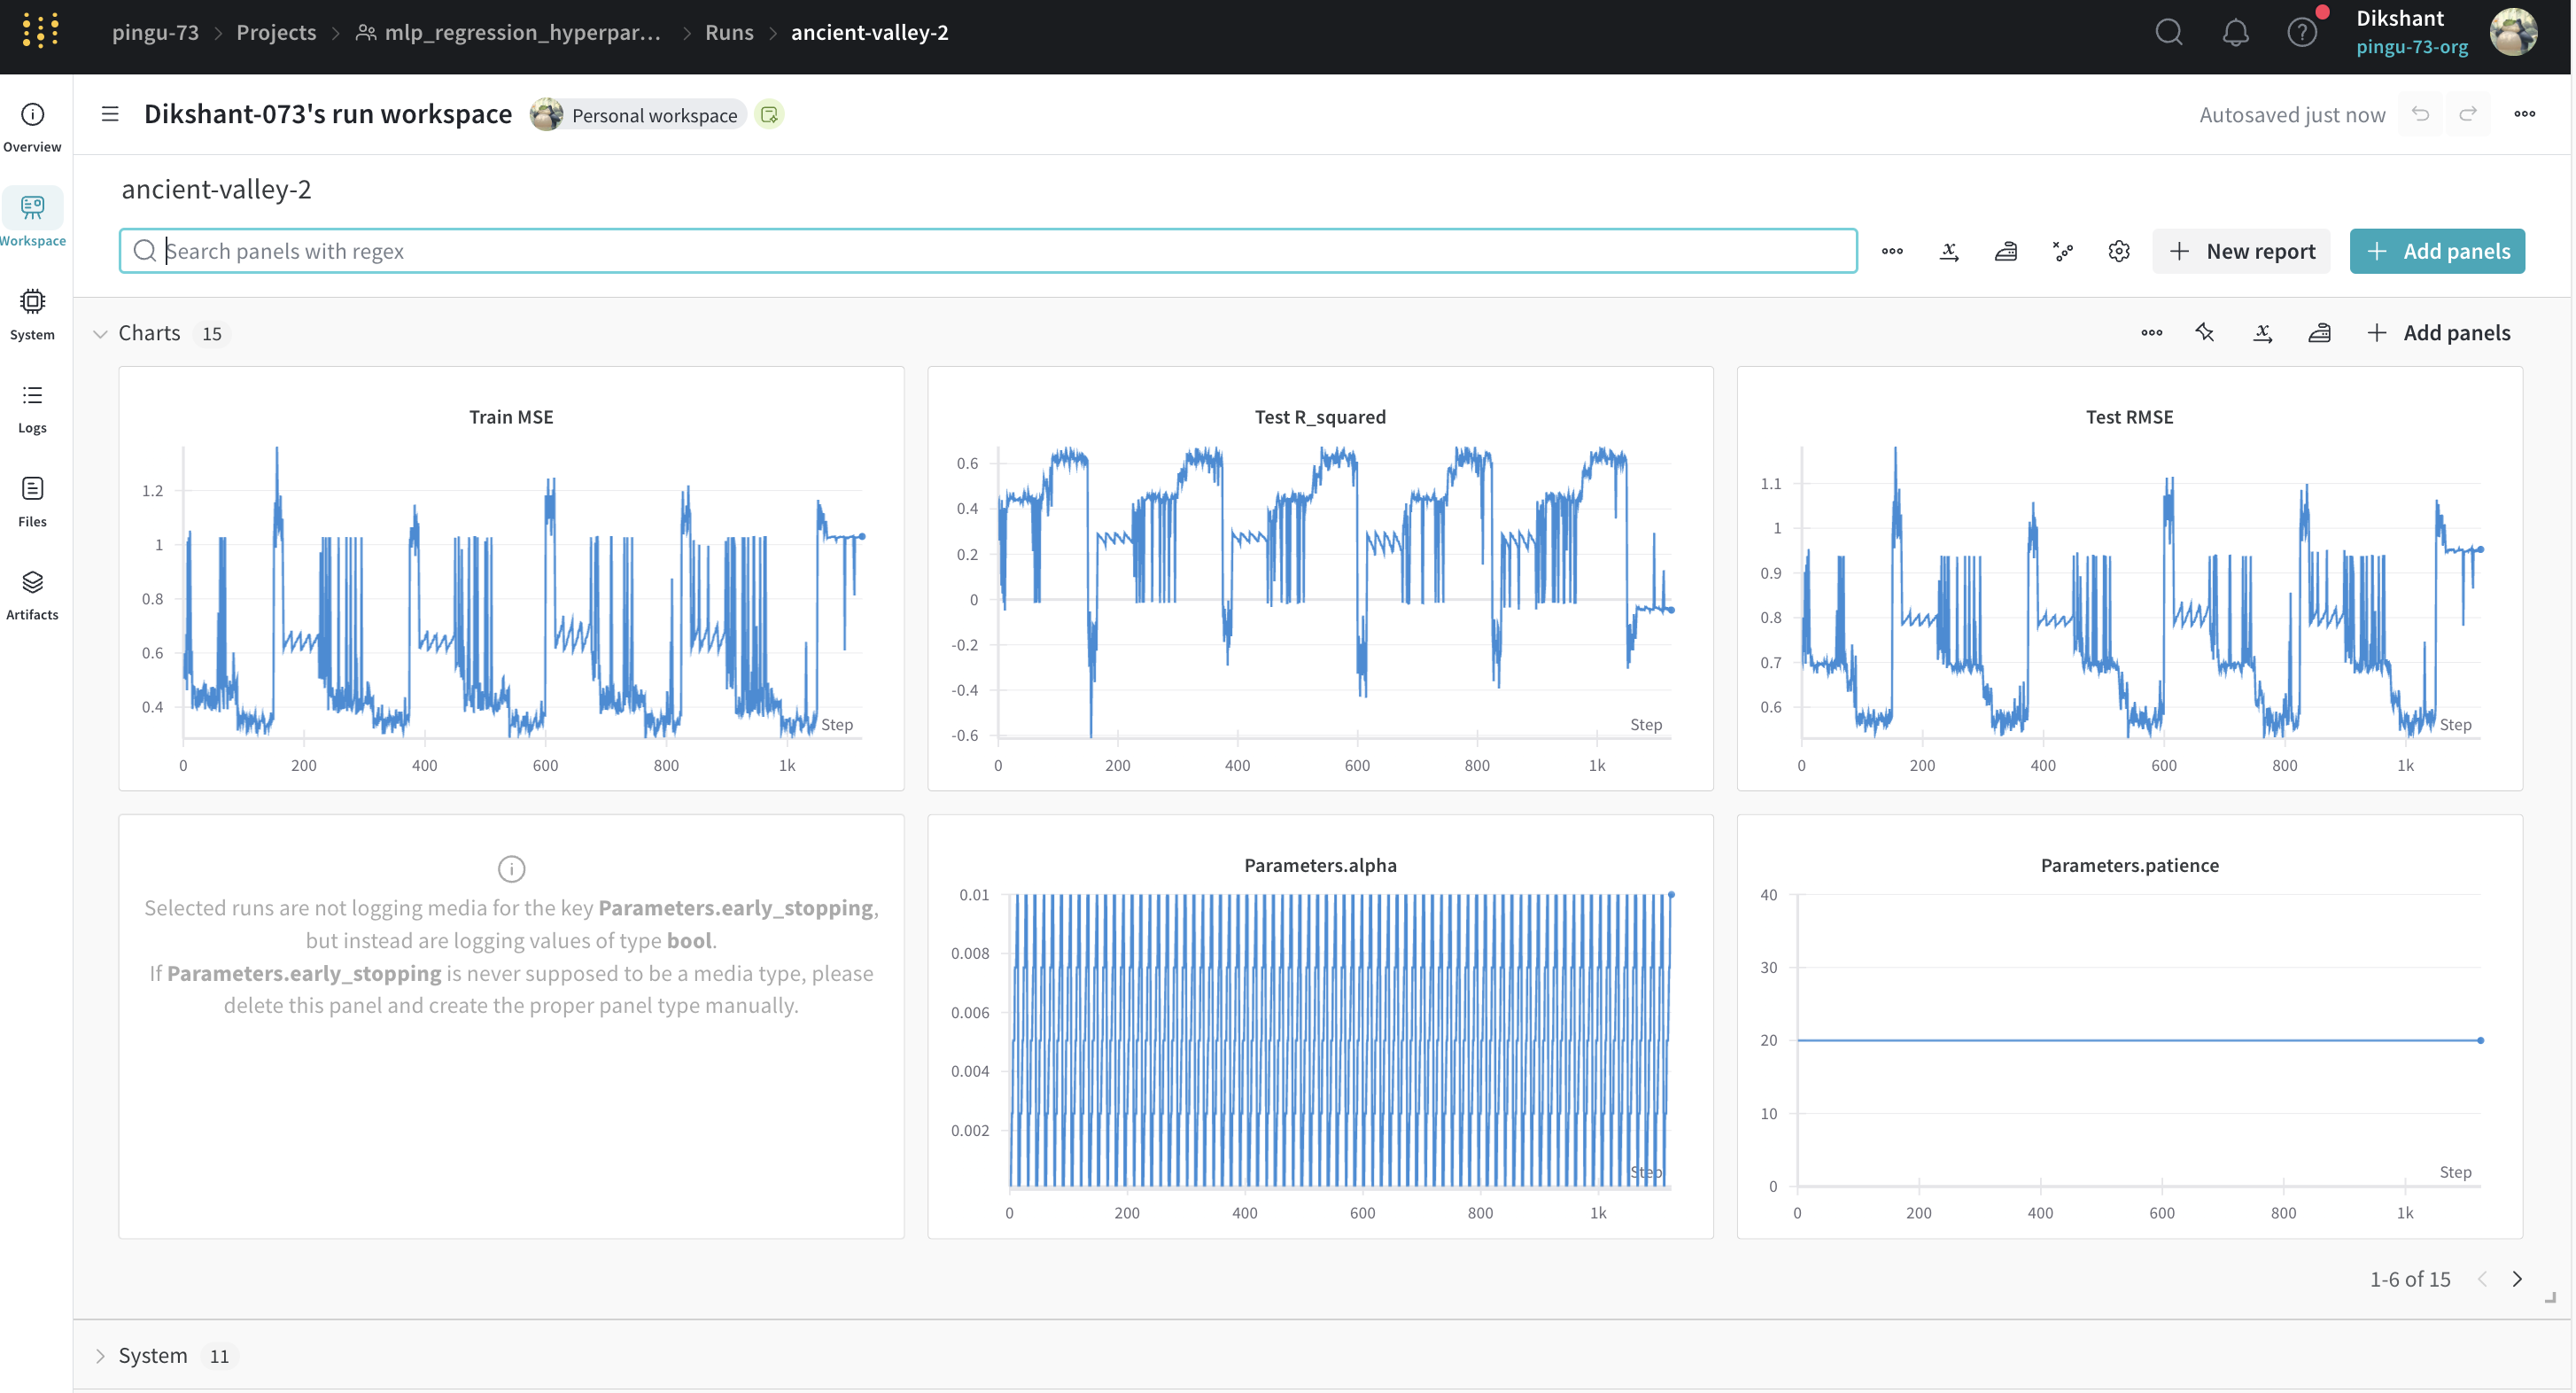 pingu-73 > Projects > mlp_regression_hyperpar... > Runs > ancient-valley-2
Dikshant
pingu-73-org
Overview
Workspace
System
Logs
Files
Artifacts
Dikshant-073's run workspace
Personal workspace
Autosaved just now
ancient-valley-2
Search panels with regex
New report
Add panels
Charts 15
Add panels
Train MSE
1.2
1
0.8
0.6
0.4
Step
0 200 400 600 800 1k
Test R_squared
0.6
0.4
0.2
0
-0.2
-0.4
-0.6
Step
0 200 400 600 800 1k
Test RMSE
1.1
1
0.9
0.8
0.7
0.6
Step
0 200 400 600 800 1k
Selected runs are not logging media for the key Parameters.early_stopping,
but instead are logging values of type bool.
If Parameters.early_stopping is never supposed to be a media type, please
delete this panel and create the proper panel type manually.
Parameters.alpha
0.01
0.008
0.006
0.004
0.002
Step
0 200 400 600 800 1k
Parameters.patience
40
30
20
10
0
Step
0 200 400 600 800 1k
1-6 of 15
System 11